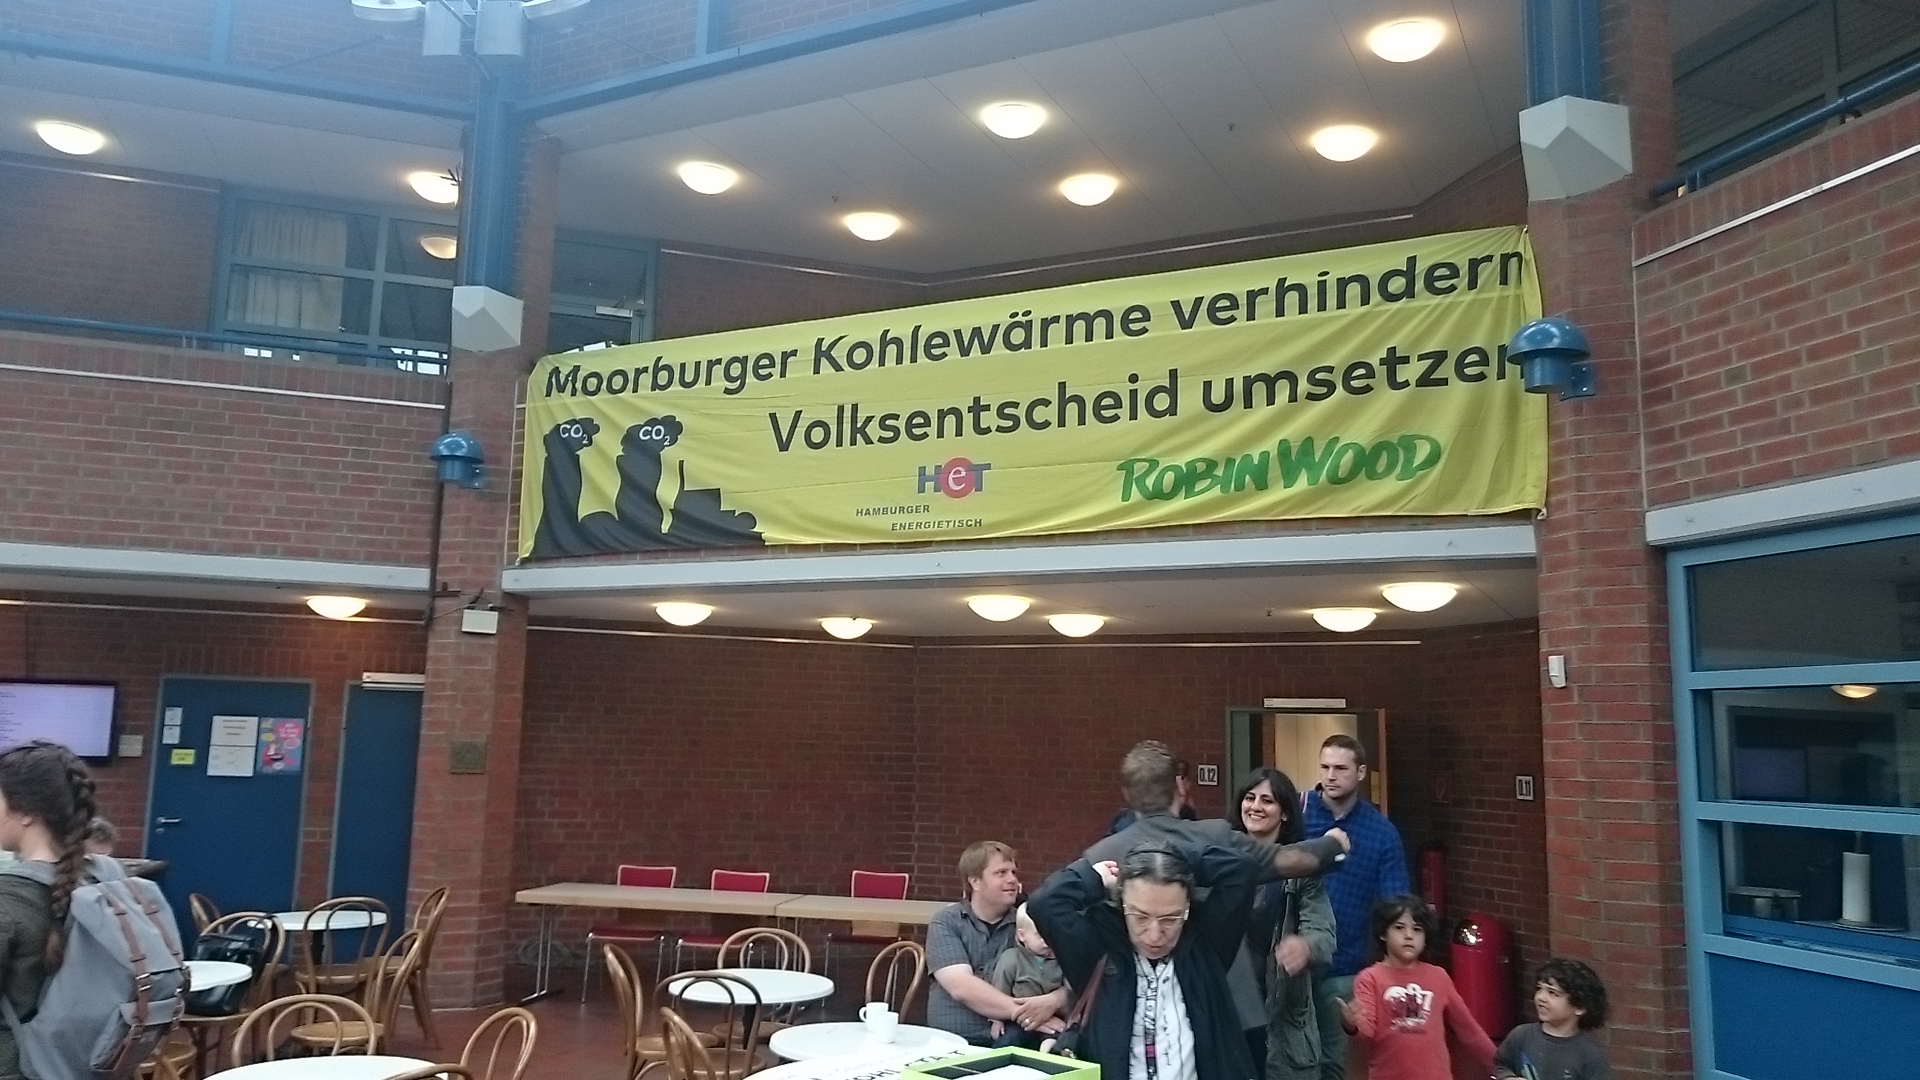 Moorburger Kohlewärme verhindern
Volksentscheid umsetzen
CO2
CO2
HeT
HAMBURGER
ENERGIETISCH
ROBIN WOOD
0.12
0.11